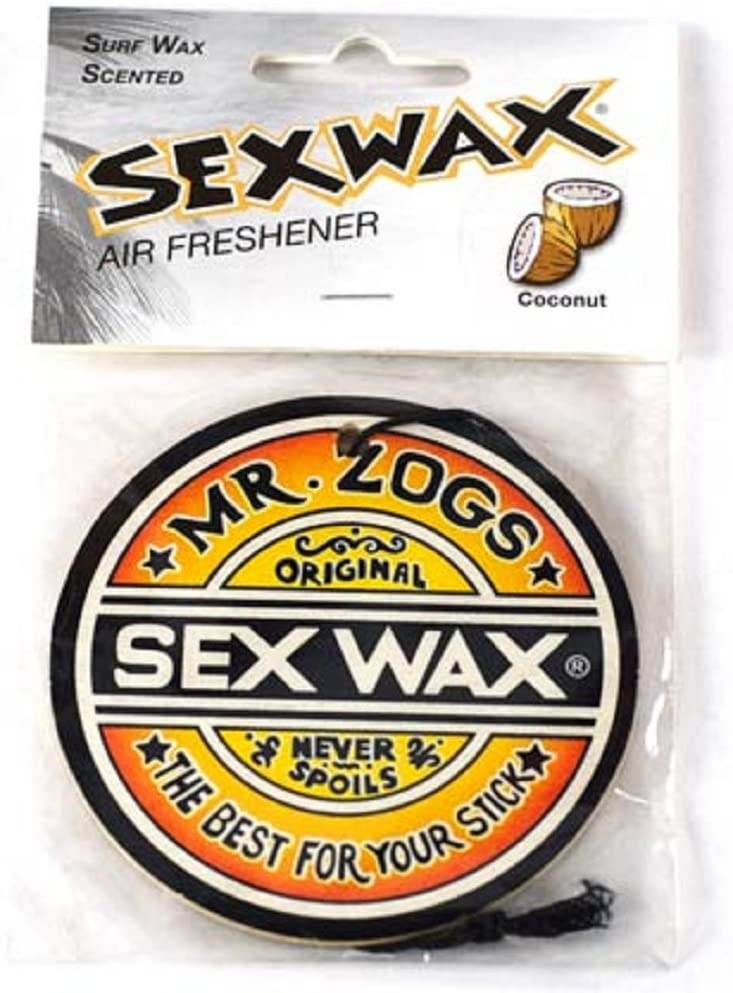 SURF WAX
SCENTED
SEXWAX®
AIR FRESHENER
Coconut
MR. ZOGS
ORIGINAL
SEX WAX®
NEVER
SPOILS
THE BEST FOR YOUR STICK